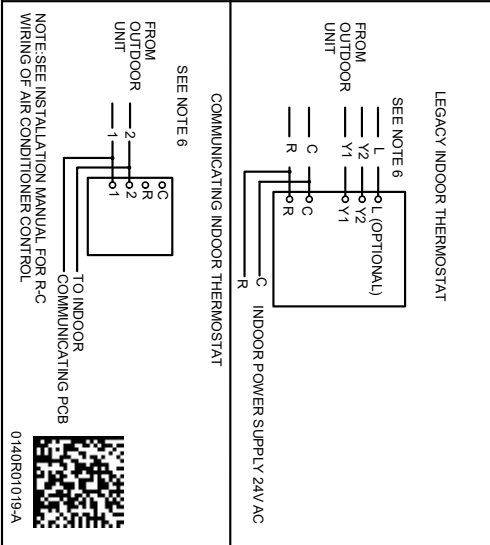 LEGACY INDOOR THERMOSTAT
SEE NOTE 6
FROM
OUTDOOR
UNIT
L
L (OPTIONAL)
Y2
Y2
Y1
Y1
C
C
R
R
C
R
INDOOR POWER SUPPLY 24V AC
COMMUNICATING INDOOR THERMOSTAT
SEE NOTE 6
FROM
OUTDOOR
UNIT
C
R
2
2
1
1
TO INDOOR
COMMUNICATING PCB
NOTE:SEE INSTALLATION MANUAL FOR R-C
WIRING OF AIR CONDITIONER CONTROL
0140R01019-A